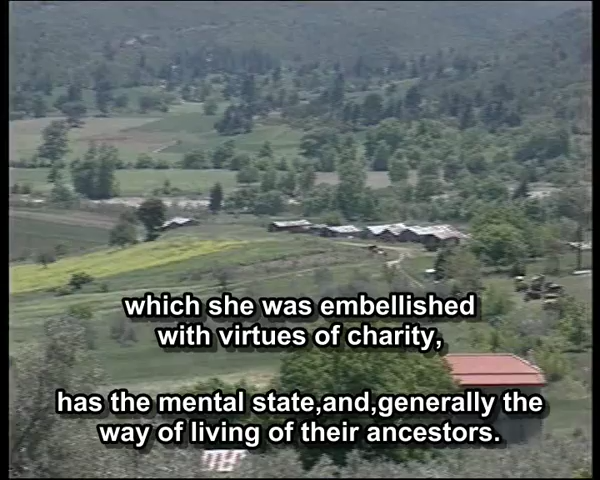 which she was embellished
with virtues of charity,
has the mental state,and,generally the
way of living of their ancestors.